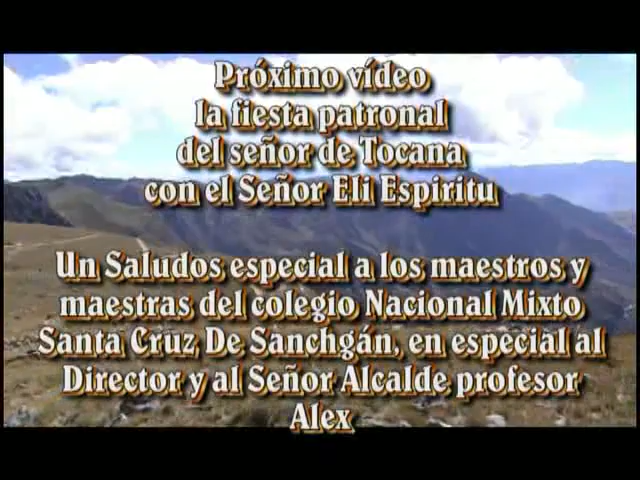 Próximo vídeo
la fiesta patronal
del señor de Tocana
con el Señor Eli Espiritu
Un Saludos especial a los maestros y
maestras del colegio Nacional Mixto
Santa Cruz De Sanchgán, en especial al
Director y al Señor Alcalde profesor
Alex